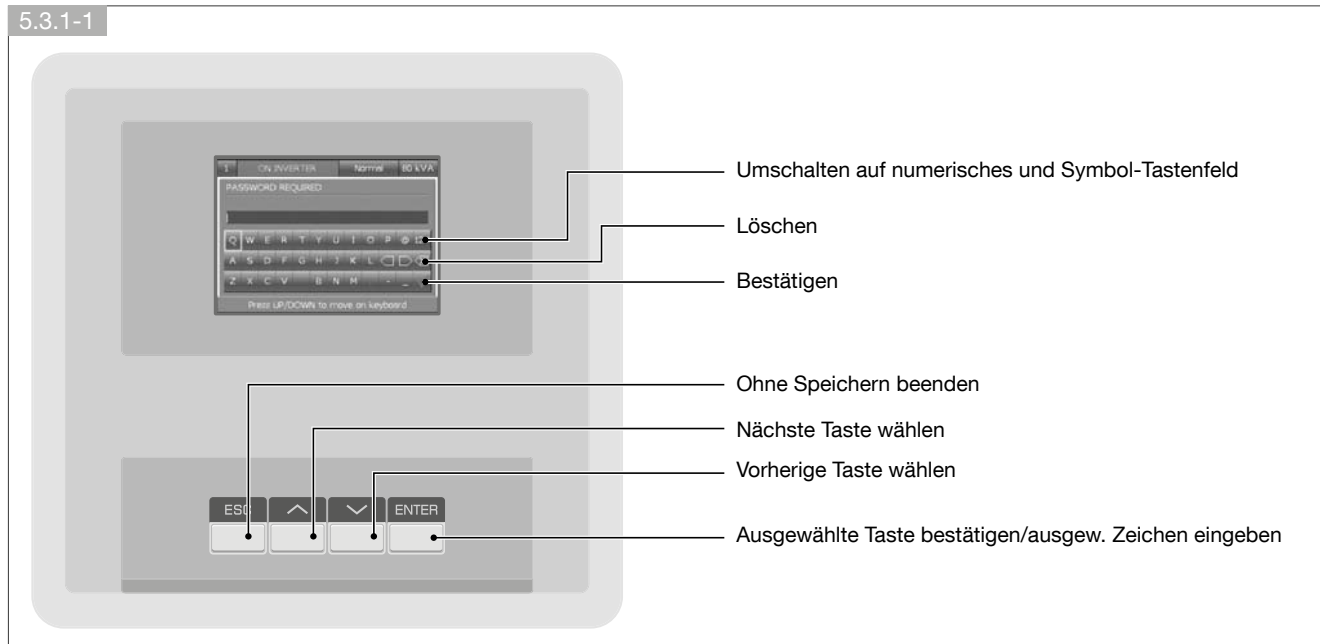 5.3.1-1
1 ON INVERTER Normal 80 kVA
PASSWORD REQUIRED
Q W E R T Y U I O P @
A S D F G H J K L
Z X C V B N M - _
Press UP/DOWN to move on keyboard
Umschalten auf numerisches und Symbol-Tastenfeld
Löschen
Bestätigen
Ohne Speichern beenden
Nächste Taste wählen
Vorherige Taste wählen
ESC ENTER
Ausgewählte Taste bestätigen/ausgew. Zeichen eingeben